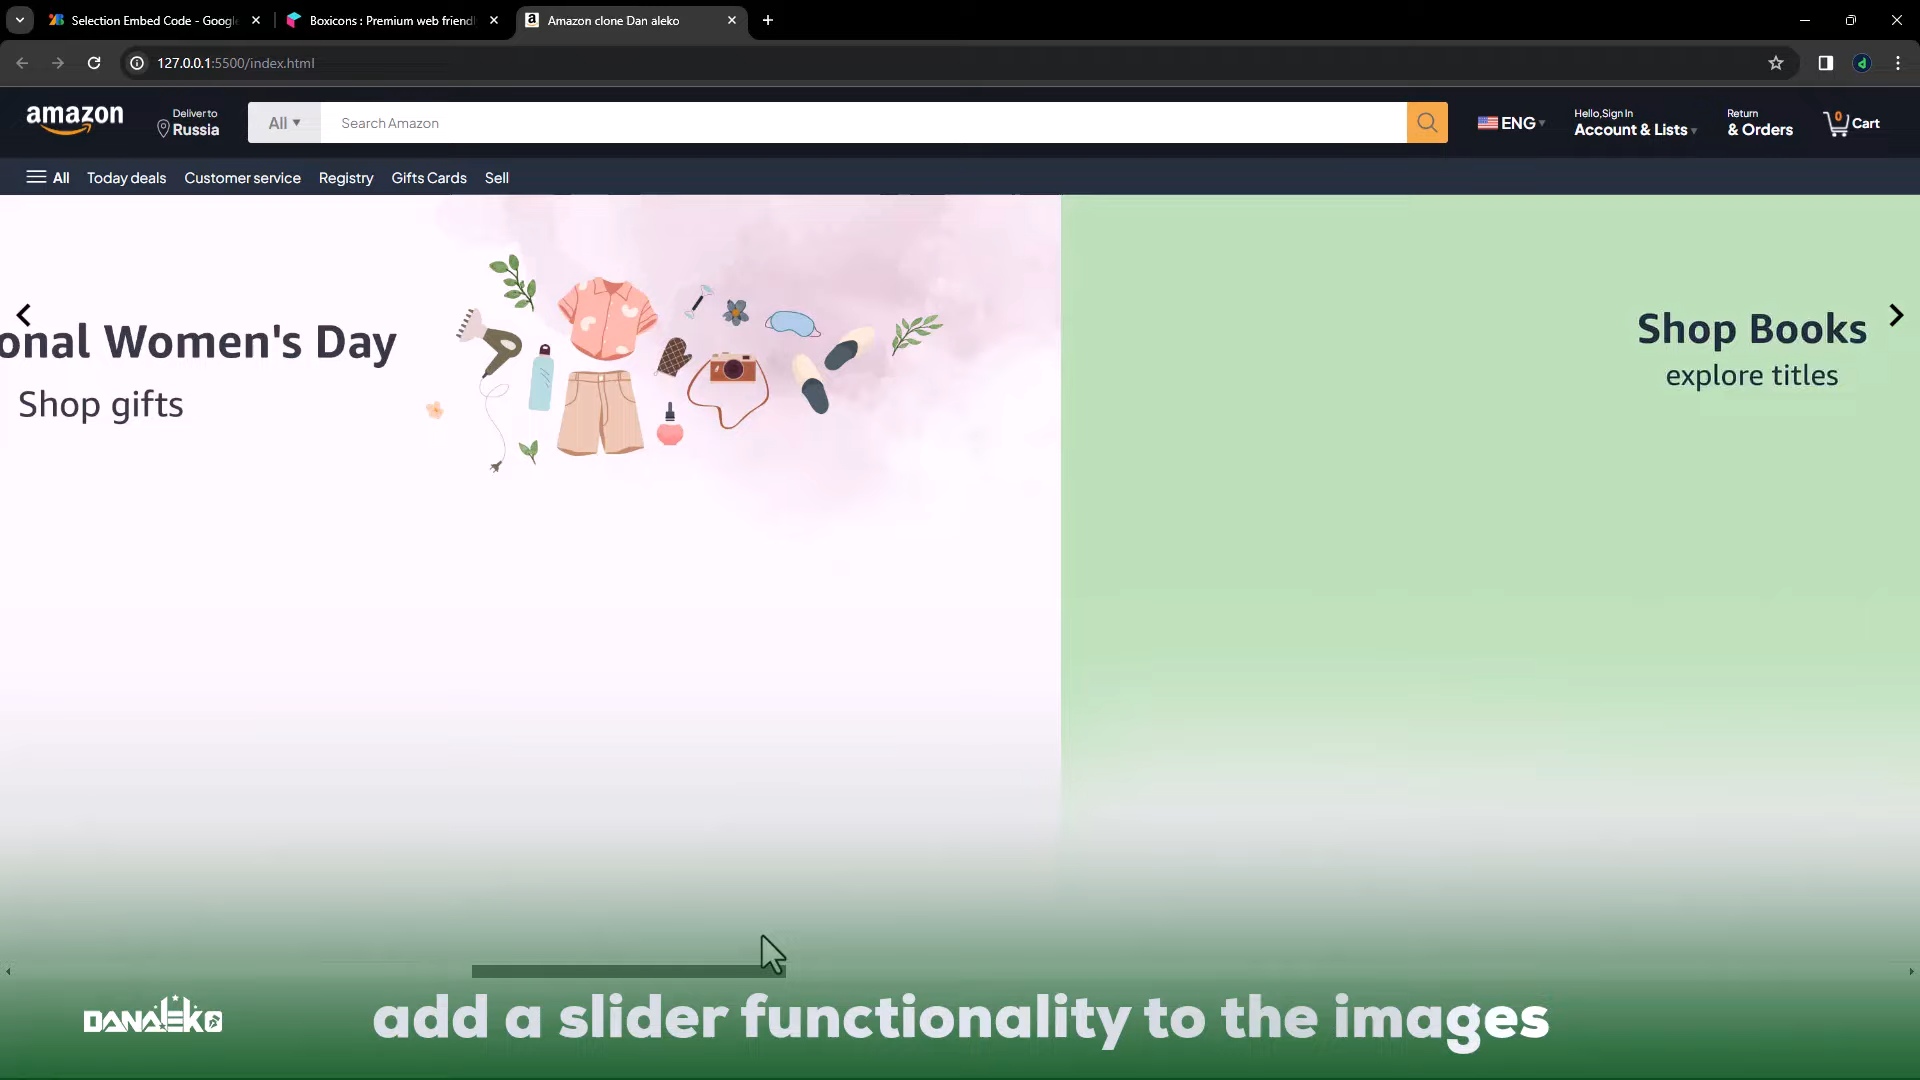 Selection Embed Code - Googl
Boxicons : Premium web friend
Amazon clone Dan aleko
127.0.0.1:5500/index.html
amazon
Deliver to
Russia
All
Search Amazon
ENG
Hello,Sign In
Account & Lists
Return
& Orders
0
Cart
All
Today deals
Customer service
Registry
Gifts Cards
Sell
onal Women's Day
Shop gifts
Shop Books
explore titles
DANALEKO
add a slider functionality to the images